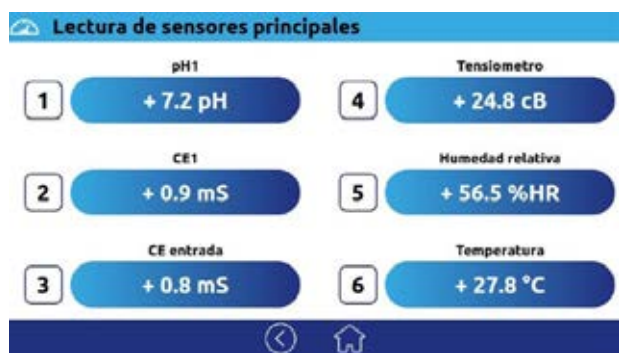 Lectura de sensores principales
pH1
1
+ 7.2 pH
CE1
2
+ 0.9 mS
CE entrada
3
+ 0.8 mS
Tensiometro
4
+ 24.8 cB
Humedad relativa
5
+ 56.5 %HR
Temperatura
6
+ 27.8 °C